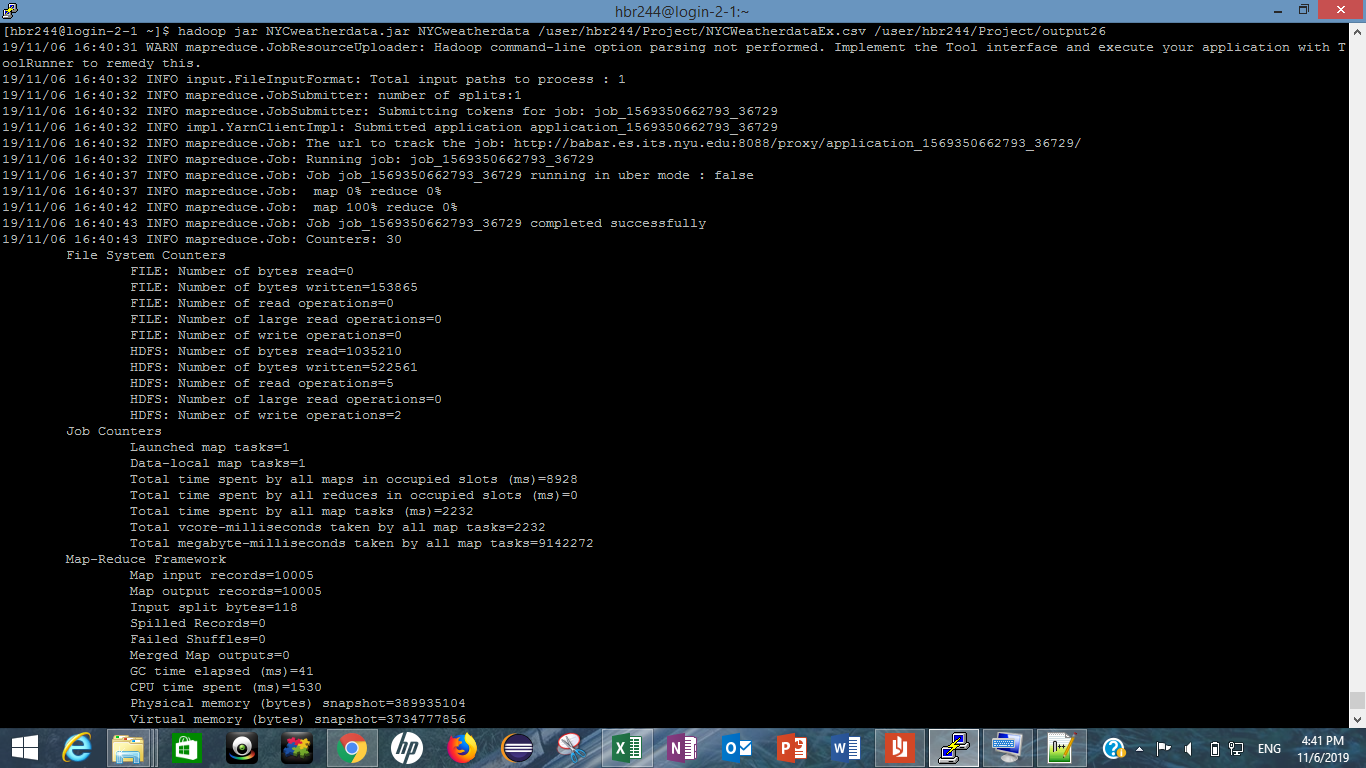 hbr244@login-2-1:~
[hbr244@login-2-1 ~]$ hadoop jar NYCweatherdata.jar NYCweatherdata /user/hbr244/Project/NYCWeatherdataEx.csv /user/hbr244/Project/output26
19/11/06 16:40:31 WARN mapreduce.JobResourceUploader: Hadoop command-line option parsing not performed. Implement the Tool interface and execute your application with T
oolRunner to remedy this.
19/11/06 16:40:32 INFO input.FileInputFormat: Total input paths to process : 1
19/11/06 16:40:32 INFO mapreduce.JobSubmitter: number of splits:1
19/11/06 16:40:32 INFO mapreduce.JobSubmitter: Submitting tokens for job: job_1569350662793_36729
19/11/06 16:40:32 INFO impl.YarnClientImpl: Submitted application application_1569350662793_36729
19/11/06 16:40:32 INFO mapreduce.Job: The url to track the job: http://babar.es.its.nyu.edu:8088/proxy/application_1569350662793_36729/
19/11/06 16:40:32 INFO mapreduce.Job: Running job: job_1569350662793_36729
19/11/06 16:40:37 INFO mapreduce.Job: Job job_1569350662793_36729 running in uber mode : false
19/11/06 16:40:37 INFO mapreduce.Job:  map 0% reduce 0%
19/11/06 16:40:42 INFO mapreduce.Job:  map 100% reduce 0%
19/11/06 16:40:43 INFO mapreduce.Job: Job job_1569350662793_36729 completed successfully
19/11/06 16:40:43 INFO mapreduce.Job: Counters: 30
File System Counters
FILE: Number of bytes read=0
FILE: Number of bytes written=153865
FILE: Number of read operations=0
FILE: Number of large read operations=0
FILE: Number of write operations=0
HDFS: Number of bytes read=1035210
HDFS: Number of bytes written=522561
HDFS: Number of read operations=5
HDFS: Number of large read operations=0
HDFS: Number of write operations=2
Job Counters
Launched map tasks=1
Data-local map tasks=1
Total time spent by all maps in occupied slots (ms)=8928
Total time spent by all reduces in occupied slots (ms)=0
Total time spent by all map tasks (ms)=2232
Total vcore-milliseconds taken by all map tasks=2232
Total megabyte-milliseconds taken by all map tasks=9142272
Map-Reduce Framework
Map input records=10005
Map output records=10005
Input split bytes=118
Spilled Records=0
Failed Shuffles=0
Merged Map outputs=0
GC time elapsed (ms)=41
CPU time spent (ms)=1530
Physical memory (bytes) snapshot=389935104
Virtual memory (bytes) snapshot=3734777856
ENG
4:41 PM
11/6/2019